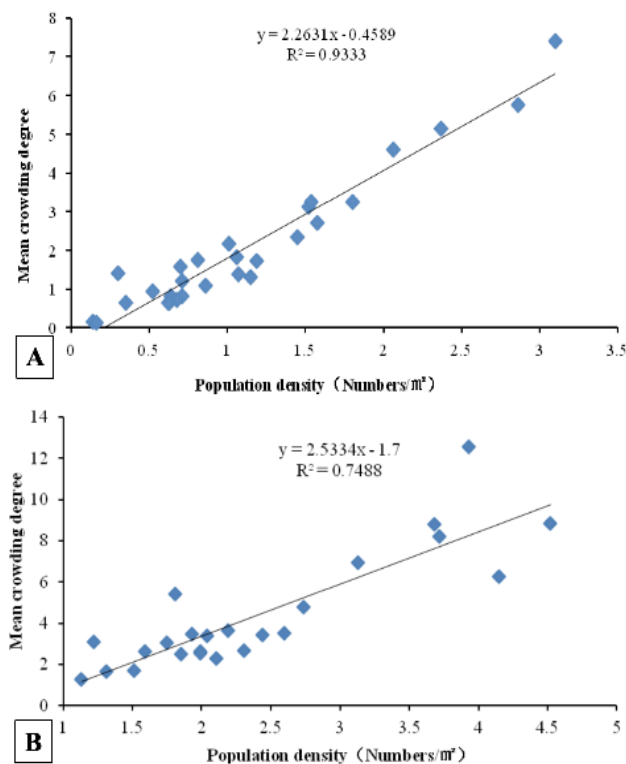 8
7
6
5
4
3
2
1
0
Mean crowding degree
y = 2.2631x - 0.4589
R² = 0.9333
0 0.5 1 1.5 2 2.5 3 3.5
Population density（Numbers/㎡）
A
14
12
10
8
6
4
2
0
Mean crowding degree
y = 2.5334x - 1.7
R² = 0.7488
1 1.5 2 2.5 3 3.5 4 4.5 5
Population density（Numbers/㎡）
B